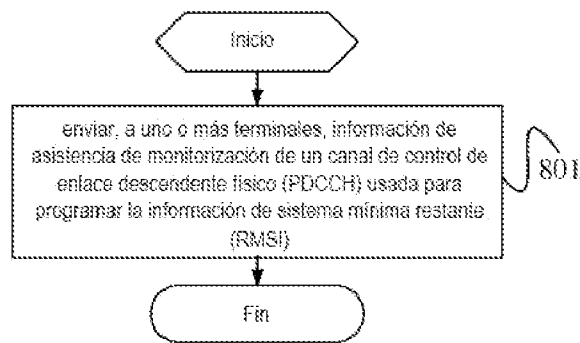 Inicio
enviar, a uno o más terminales, información de
asistencia de monitorización de un canal de control de
enlace descendente físico (PDCCH) usada para
programar la información de sistema mínima restante
(RMSI)
801
Fin